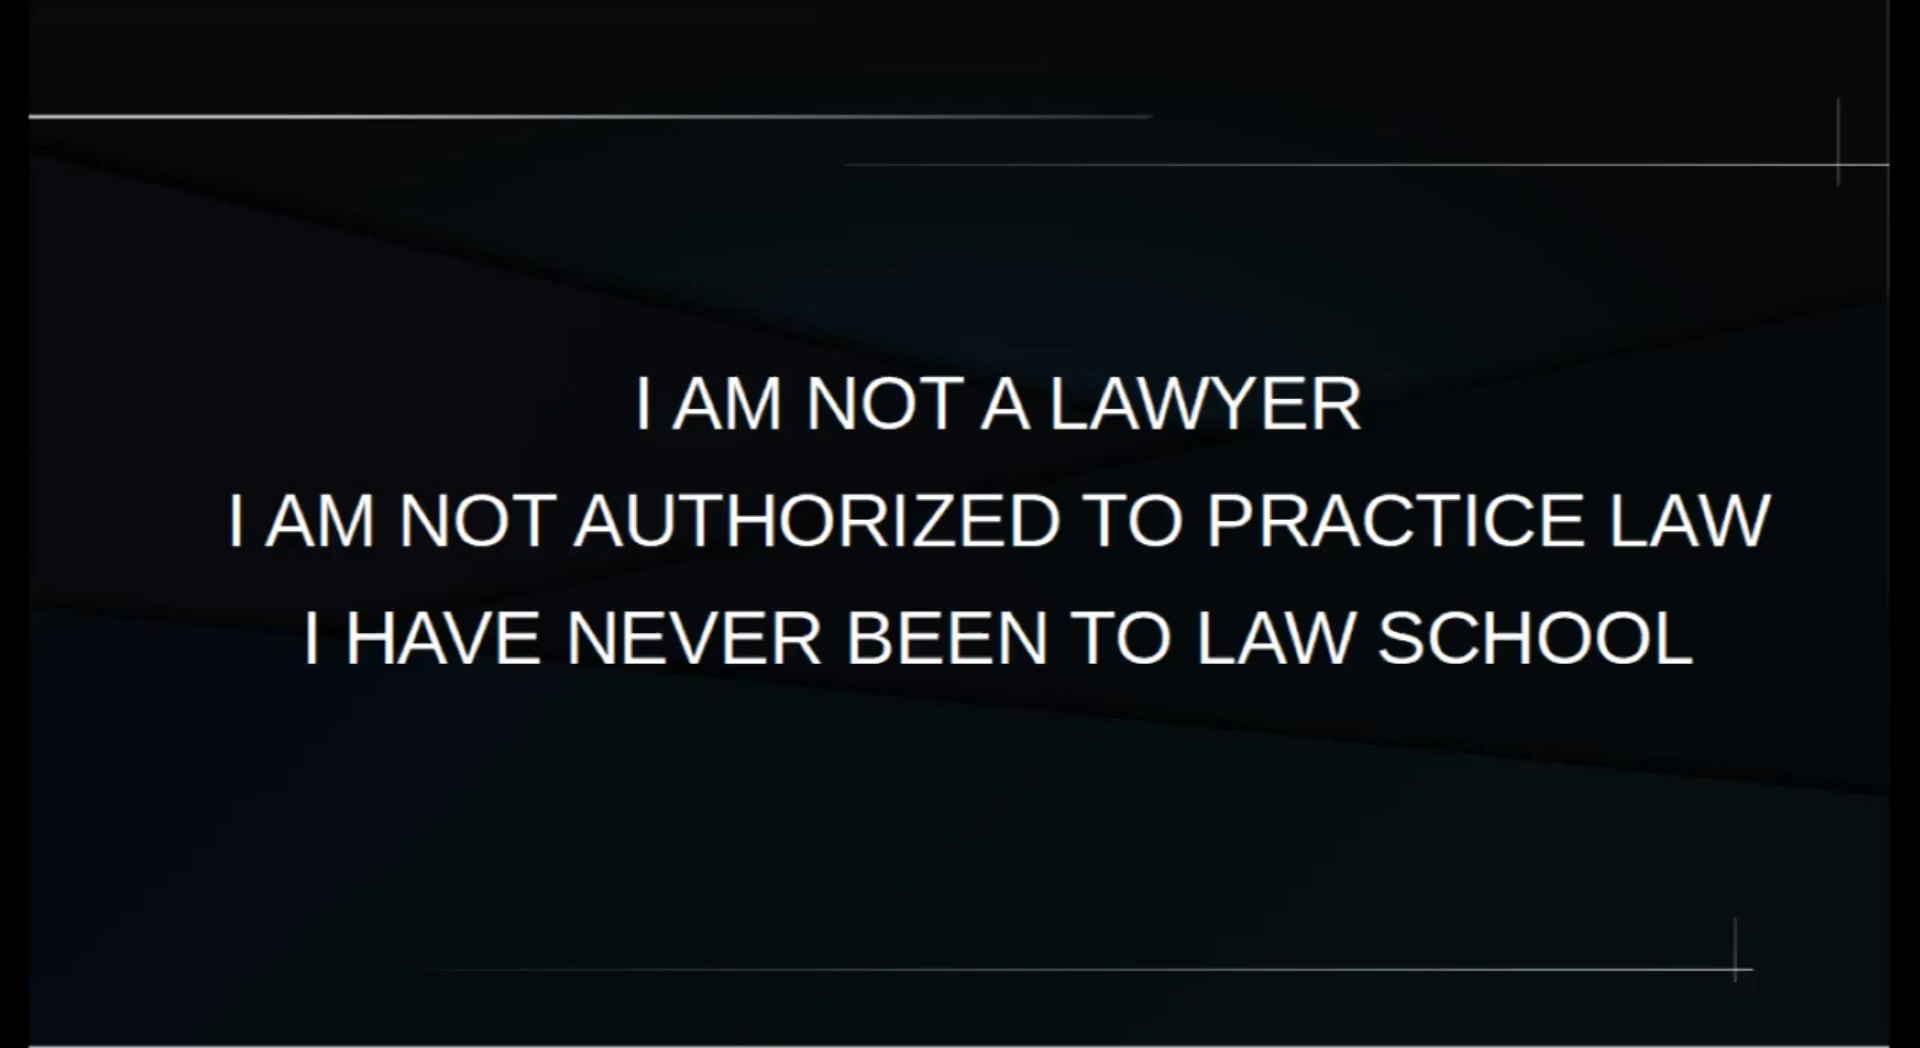 I AM NOT A LAWYER
I AM NOT AUTHORIZED TO PRACTICE LAW
I HAVE NEVER BEEN TO LAW SCHOOL